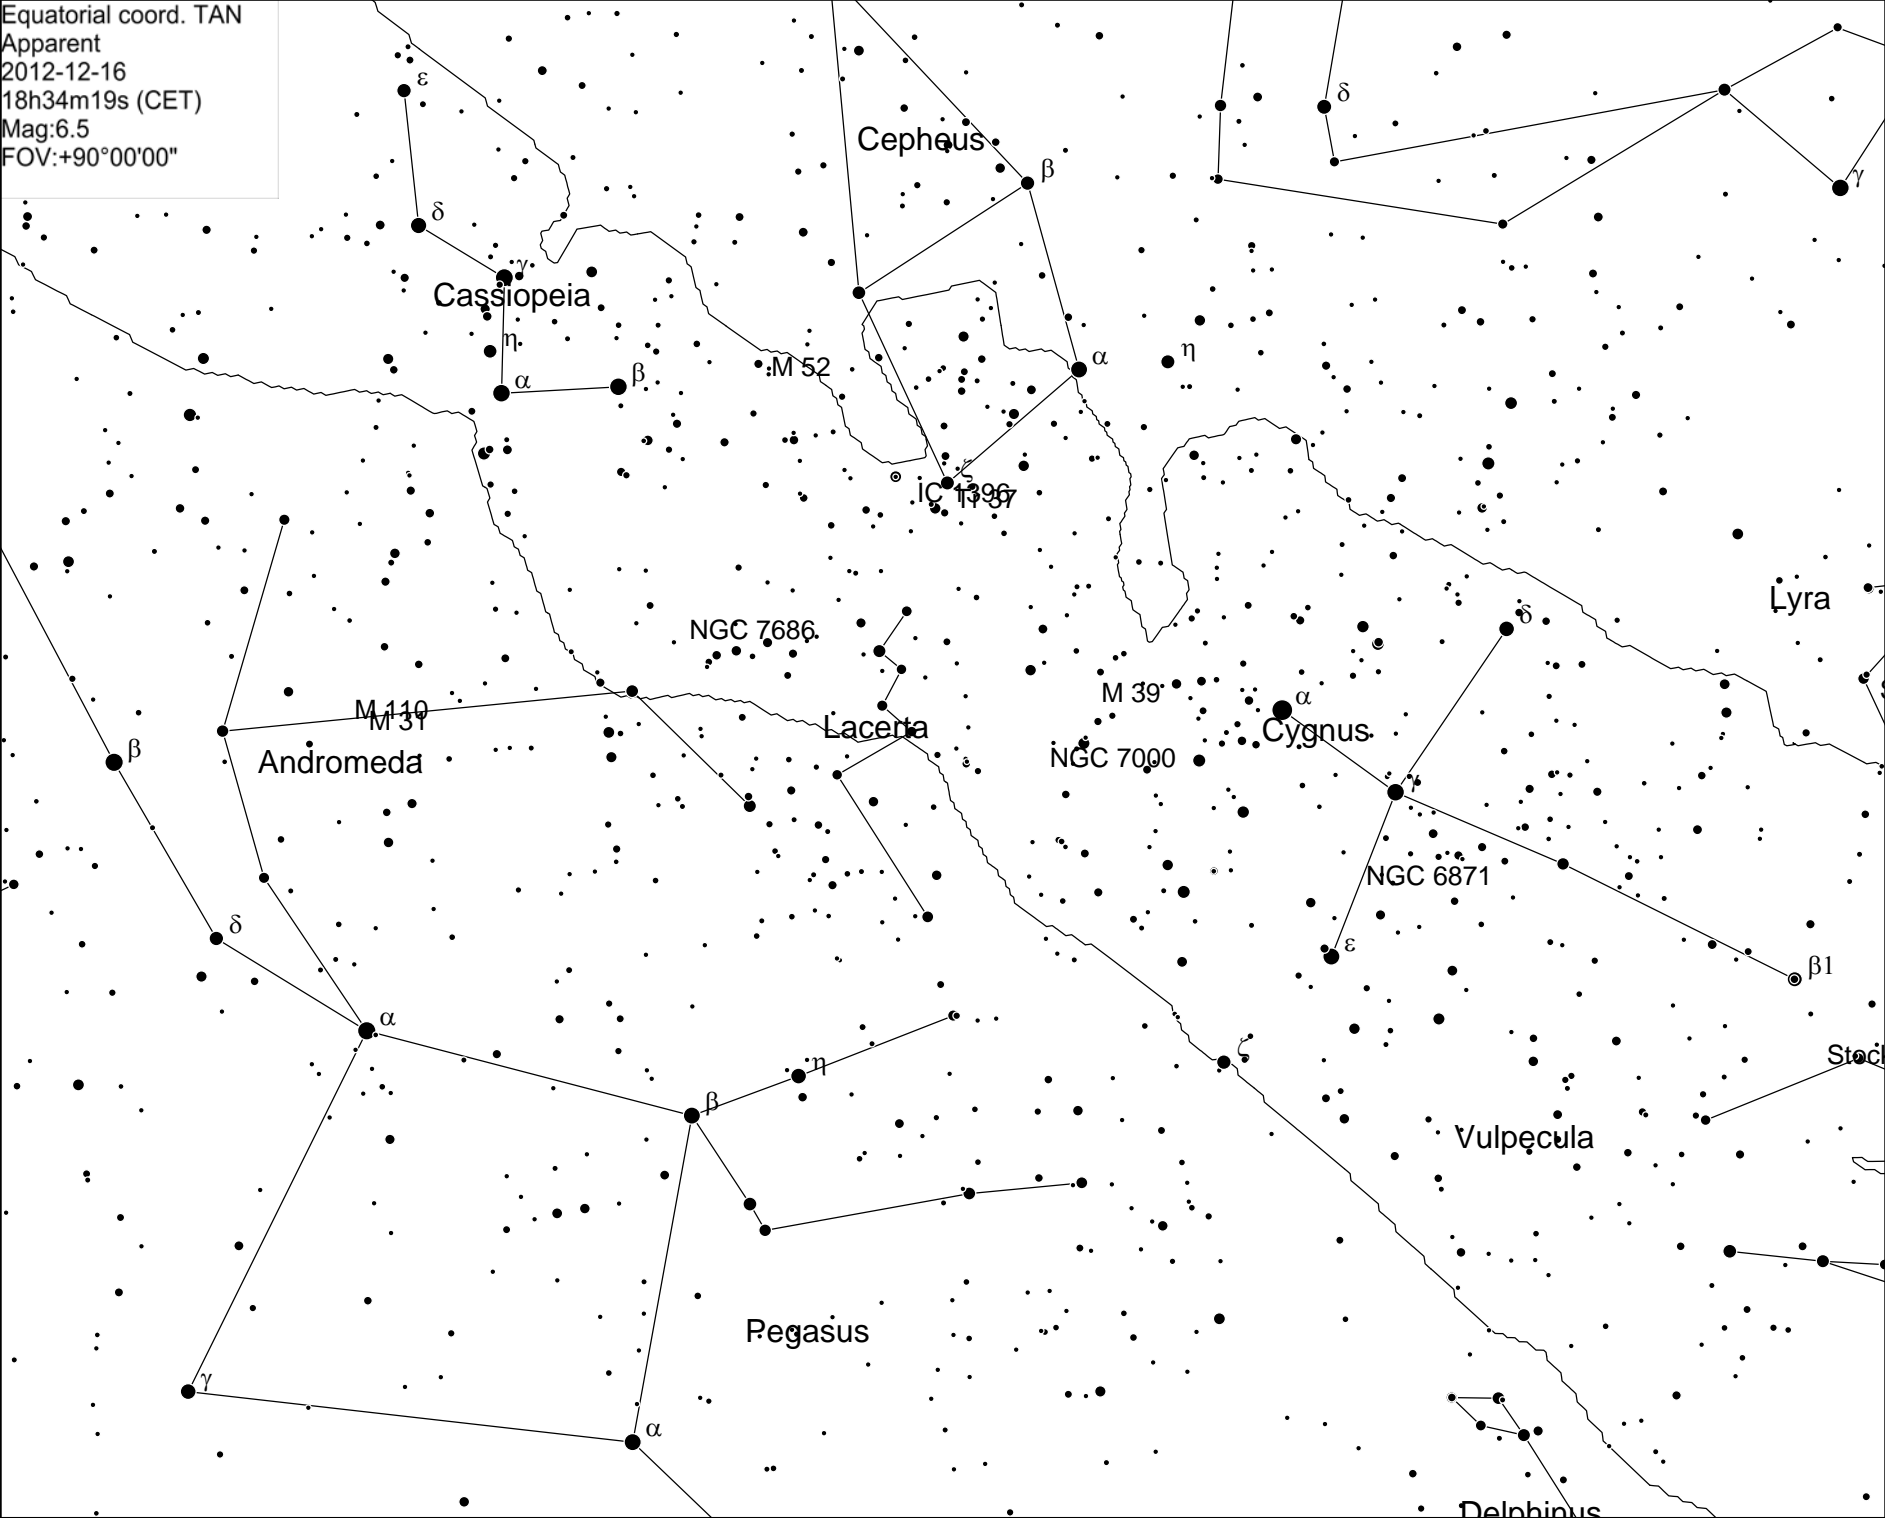 Equatorial coord. TAN
Apparent
2012-12-16
18h34m19s (CET)
Mag:6.5
FOV:+90°00'00"
ε
δ
Cepheus
β
γ
δ
γ
Cassiopeia
η
α
β
M 52
α
η
ζ
IC 1396
δ
Lyra
NGC 7686
M 39
α
Cygnus
M 110
M 31
Lacerta
β
Andromeda
NGC 7000
γ
NGC 6871
δ
ε
β1
α
ζ
η
β
Vulpecula
Pegasus
γ
α
Delphinus